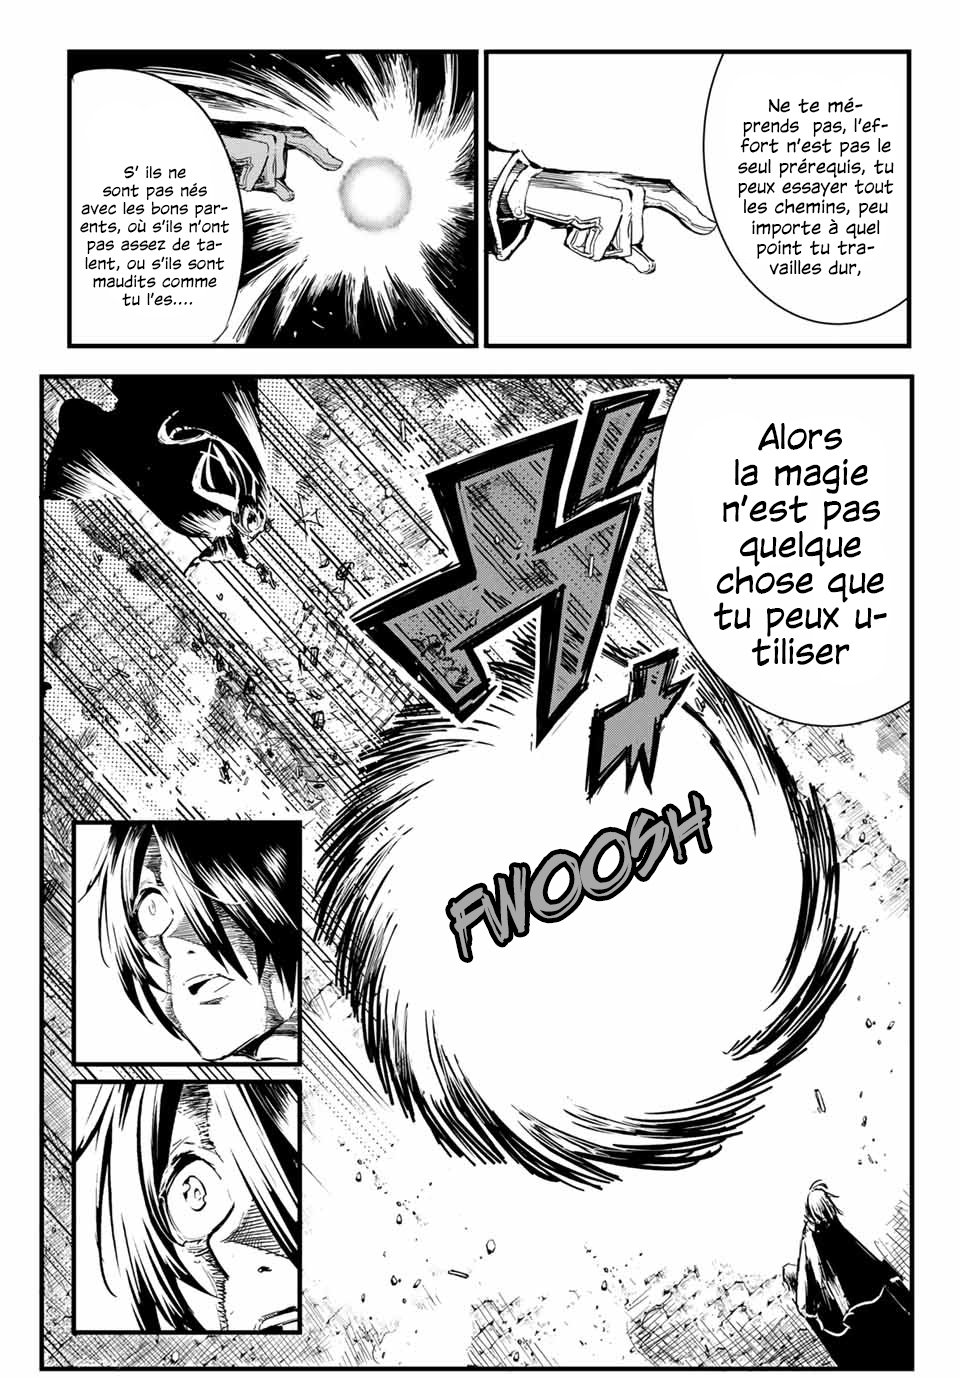 Ne te mé-
prends pas, l'ef-
fort n'est pas le
seul prérequis, tu
peux essayer tout
les chemins, peu
importe à quel
point tu tra-
vailles dur,
S' ils ne
sont pas nés
avec les bons par-
ents, où s'ils n'ont
pas assez de ta-
lent, ou s'ils sont
maudits comme
tu l'es....
Alors
la magie
n'est pas
quelque
chose que
tu peux u-
tiliser
FWOOSH